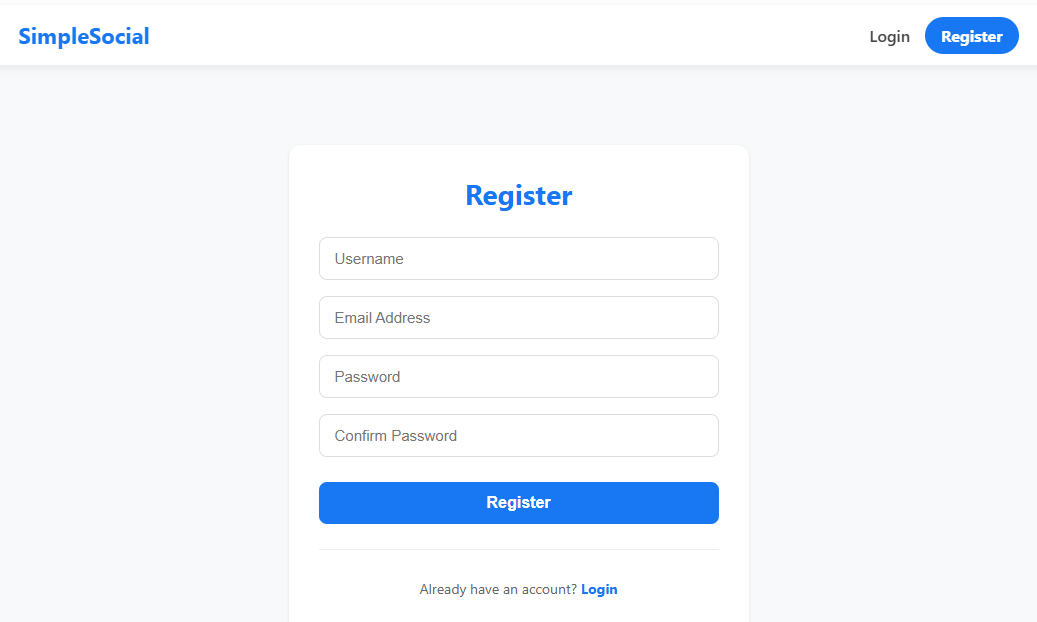 SimpleSocial
Login
Register
Register
Username
Email Address
Password
Confirm Password
Register
Already have an account? Login